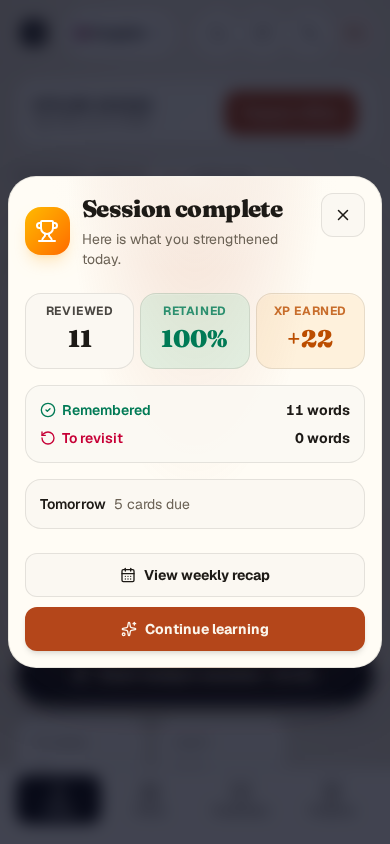 Session complete
Here is what you strengthened
today.
REVIEWED
11
RETAINED
100%
XP EARNED
+22
Remembered 11 words
To revisit 0 words
Tomorrow 5 cards due
View weekly recap
Continue learning